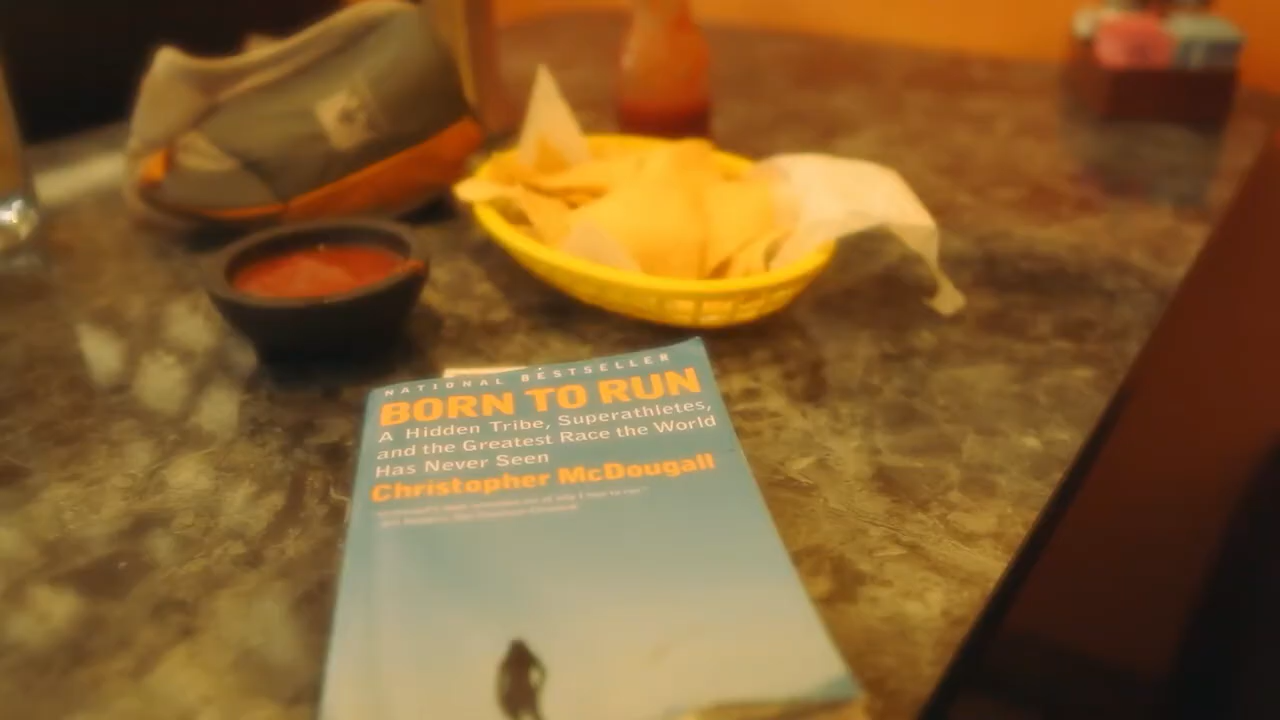 NATIONAL BESTSELLER
BORN TO RUN
A Hidden Tribe, Superathletes,
and the Greatest Race the World
Has Never Seen
Christopher McDougall